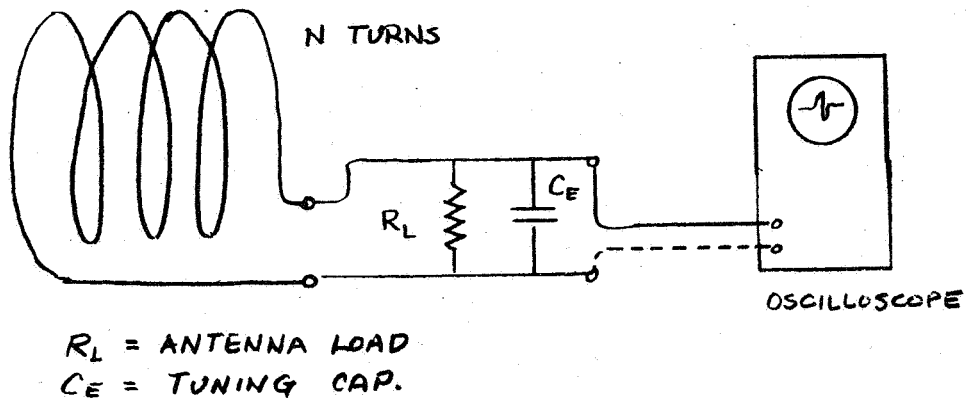 N TURNS
R_L
C_E
OSCILLOSCOPE
R_L = ANTENNA LOAD
C_E = TUNING CAP.